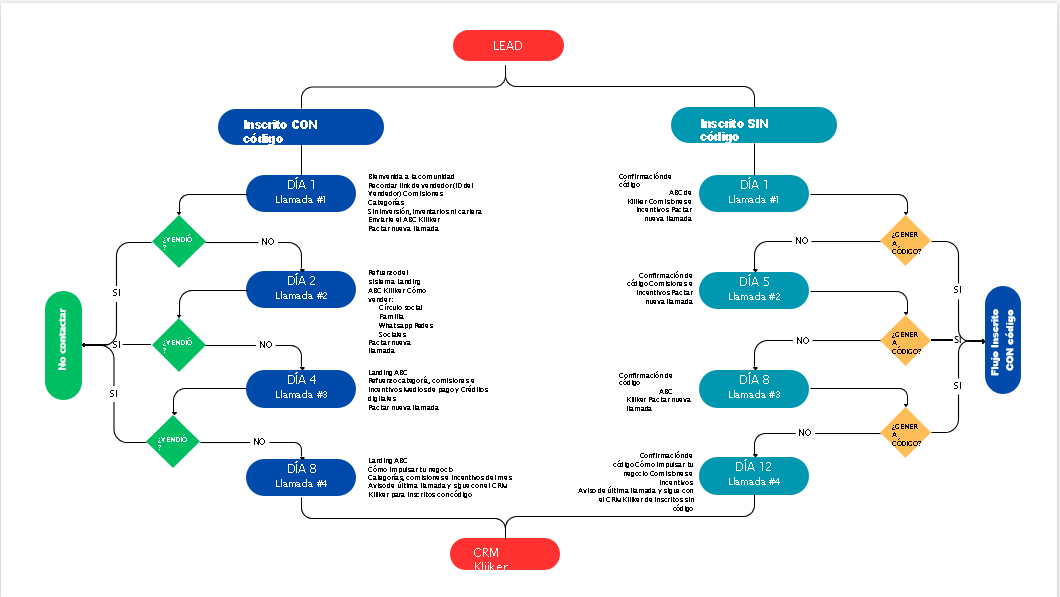 LEAD
Inscrito CON
código
Inscrito SIN
código
DÍA 1
Llamada #1
Bienvenida a la comunidad
Recordar link de vendedor (ID del
Vendedor) Comisiones
Categorías
Sin inversión, inventarios ni cartera
Enviarle el ABC Kliiker
Pactar nueva llamada
¿VENDIÓ
?
NO
SI
DÍA 2
Llamada #2
Refuerzo del
sistema Landing
ABC Kliiker Cómo
vender:
Círculo social
Familia
Whatsapp Redes
Sociales
Pactar nueva
llamada
¿VENDIÓ
?
NO
SI
No contactar
DÍA 4
Llamada #3
Landing ABC
Refuerzo categorá, comisiones e
incentivos Medios de pago y Créditos
digitales
Pactar nueva llamada
¿VENDIÓ
?
NO
SI
DÍA 8
Llamada #4
Landing ABC
Cómo impulsar tu negocio
Categorías, comisiones e incentivos del mes
Aviso de última llamada y sigue con el CRM
Kliiker para inscritos con código
Confirmación de
código
ABC de
Kliiker Comisiones e
incentivos Pactar
nueva llamada
DÍA 1
Llamada #1
¿GENER
A
CÓDIGO?
NO
SI
Confirmación de
código Comisiones e
incentivos Pactar
nueva llamada
DÍA 5
Llamada #2
¿GENER
A
CÓDIGO?
NO
SI
Flujo Inscrito
CON código
Confirmación de
código
ABC
Kliiker Pactar nueva
llamada
DÍA 8
Llamada #3
¿GENER
A
CÓDIGO?
NO
SI
Confirmación de
código Cómo impulsar tu
negocio Comisiones e
incentivos
Aviso de última llamada y sigue con
el CRM Kliiker de inscritos sin
código
DÍA 12
Llamada #4
CRM
Kliiker